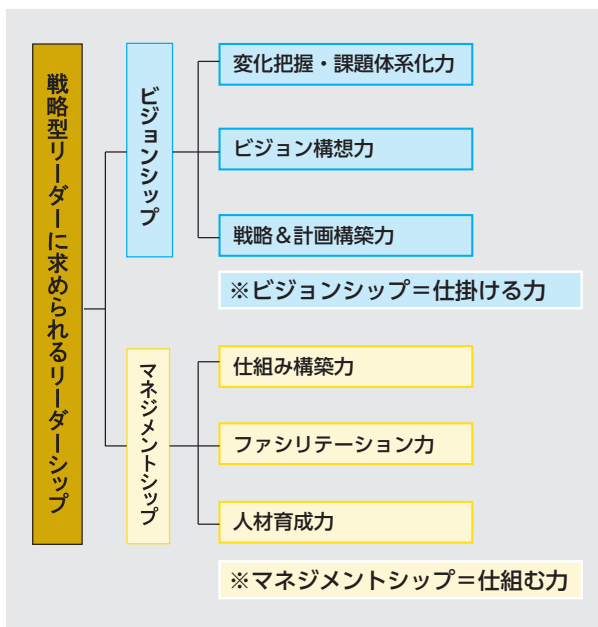 戦略型リーダーに求められるリーダーシップ
ビジョンシップ
変化把握・課題体系化力
ビジョン構想力
戦略＆計画構築力
※ビジョンシップ＝仕掛ける力
マネジメントシップ
仕組み構築力
ファシリテーション力
人材育成力
※マネジメントシップ＝仕組む力